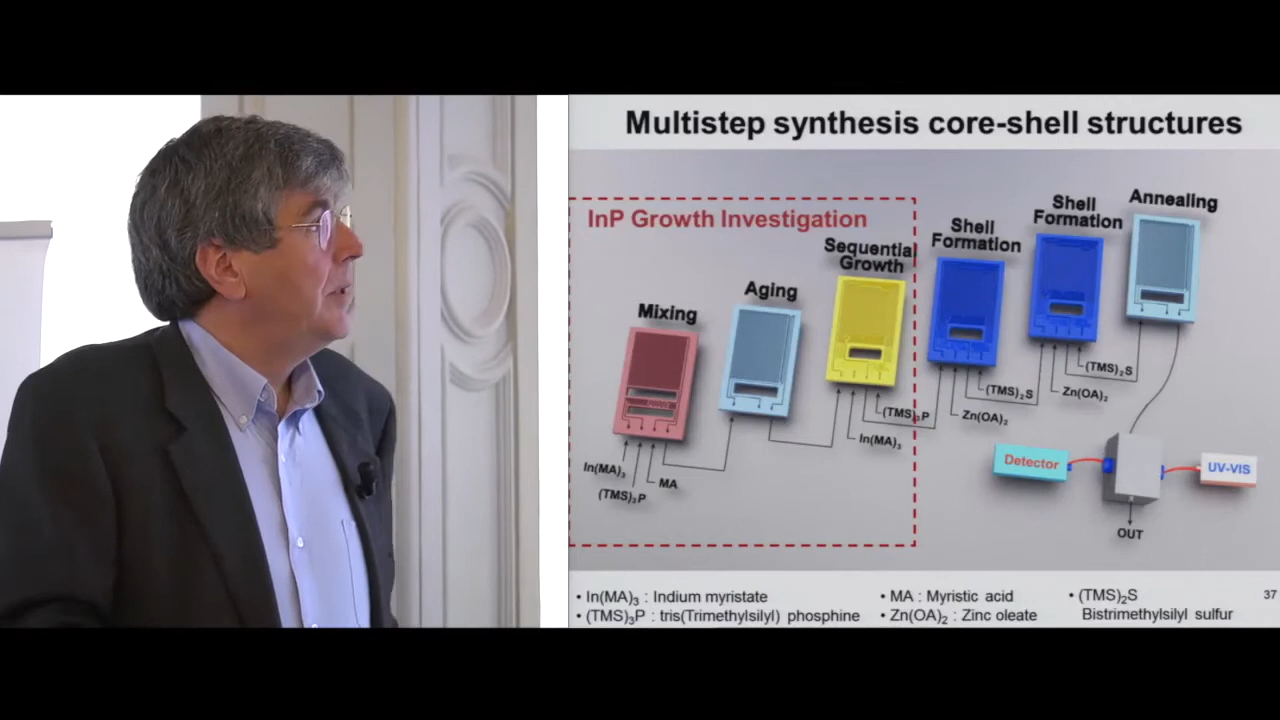 Multistep synthesis core-shell structures
InP Growth Investigation
Mixing
Aging
Sequential
Growth
Shell
Formation
Shell
Formation
Annealing
In(MA)₃
(TMS)₃P
MA
In(MA)₃
(TMS)₃P
Zn(OA)₂
(TMS)₂S
Zn(OA)₂
(TMS)₂S
Detector
UV-VIS
OUT
• In(MA)₃ : Indium myristate
• (TMS)₃P : tris(Trimethylsilyl) phosphine
• MA : Myristic acid
• Zn(OA)₂ : Zinc oleate
• (TMS)₂S
Bistrimethylsilyl sulfur
37